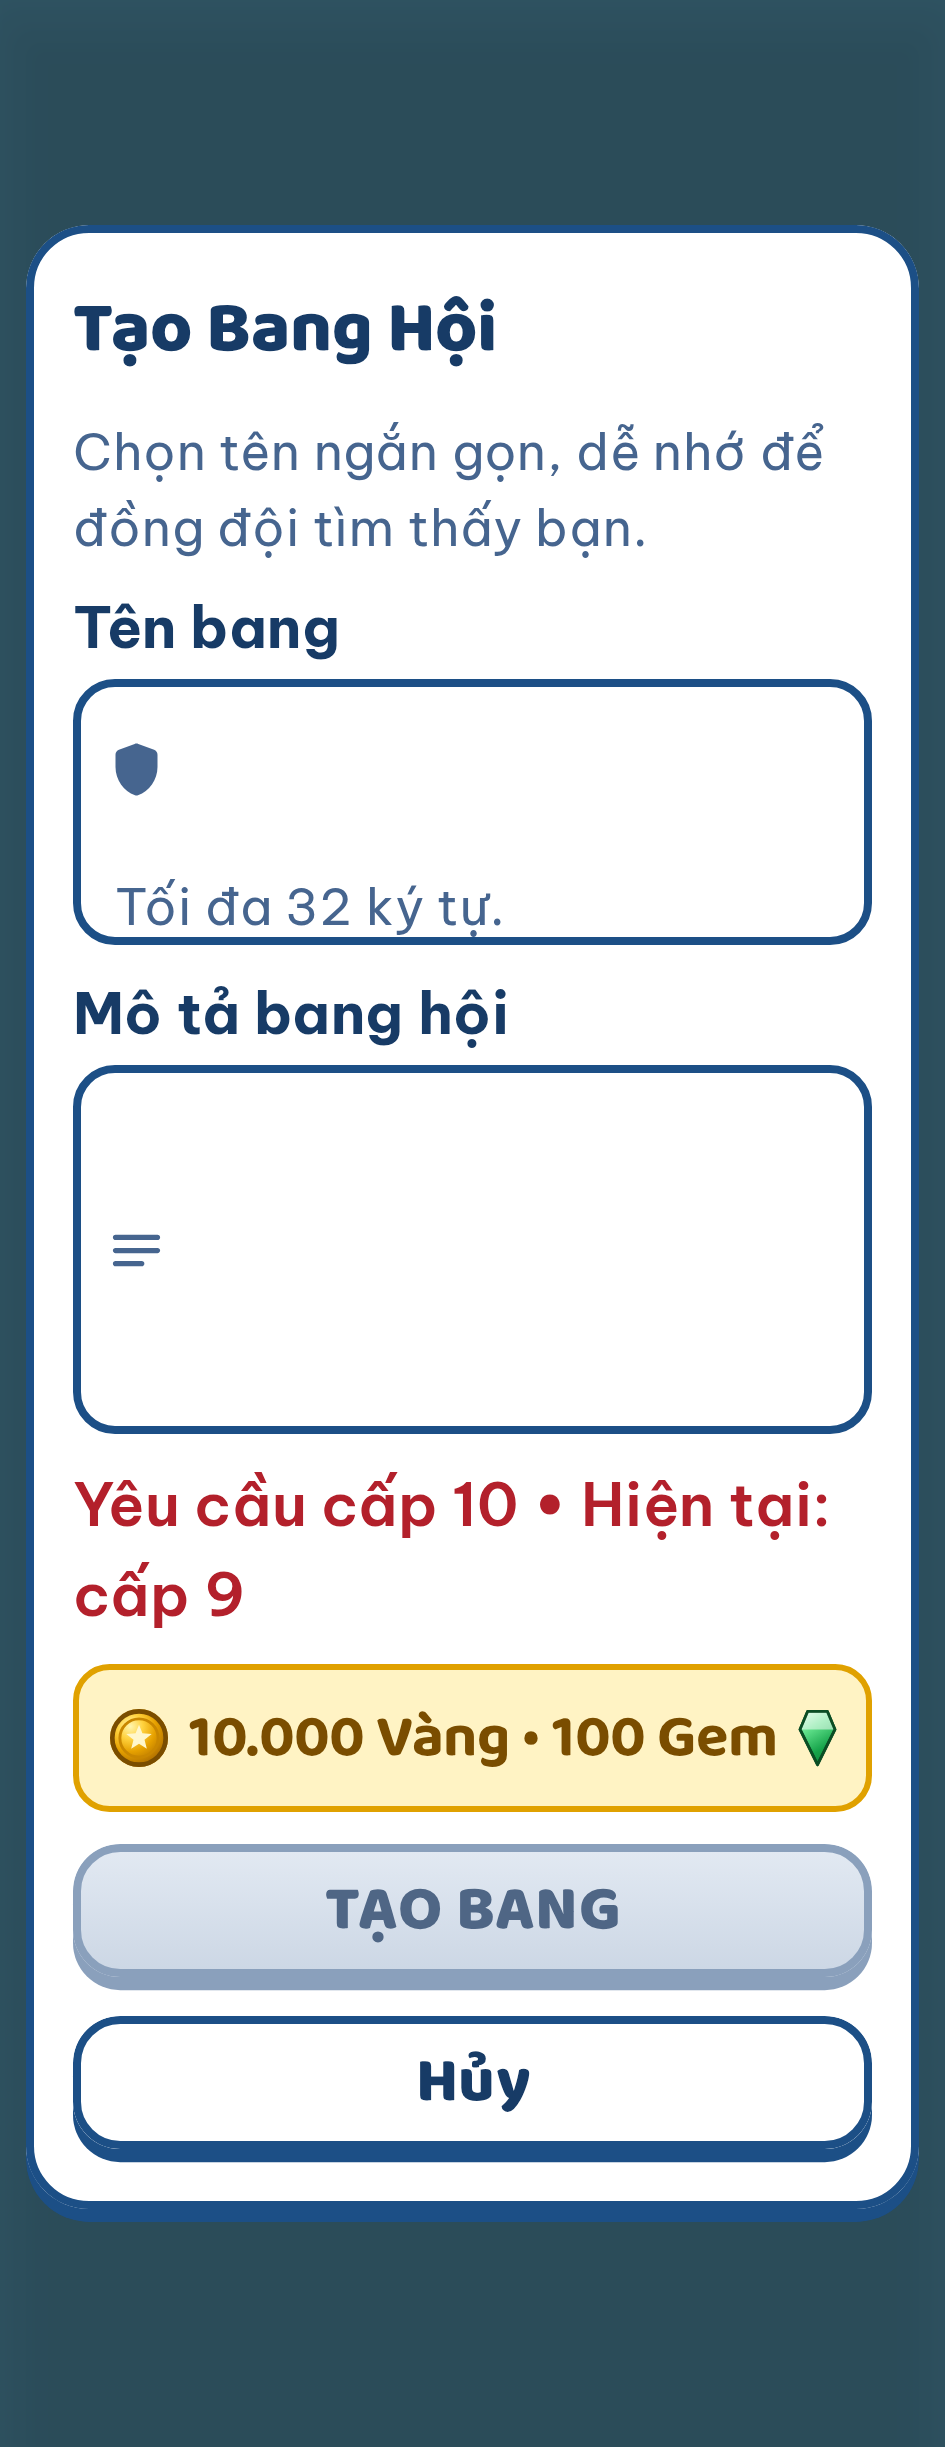 Tạo Bang Hội
Chọn tên ngắn gọn, dễ nhớ để
đồng đội tìm thấy bạn.
Tên bang
Tối đa 32 ký tự.
Mô tả bang hội
Yêu cầu cấp 10 • Hiện tại:
cấp 9
10.000 Vàng • 100 Gem
TẠO BANG
Hủy